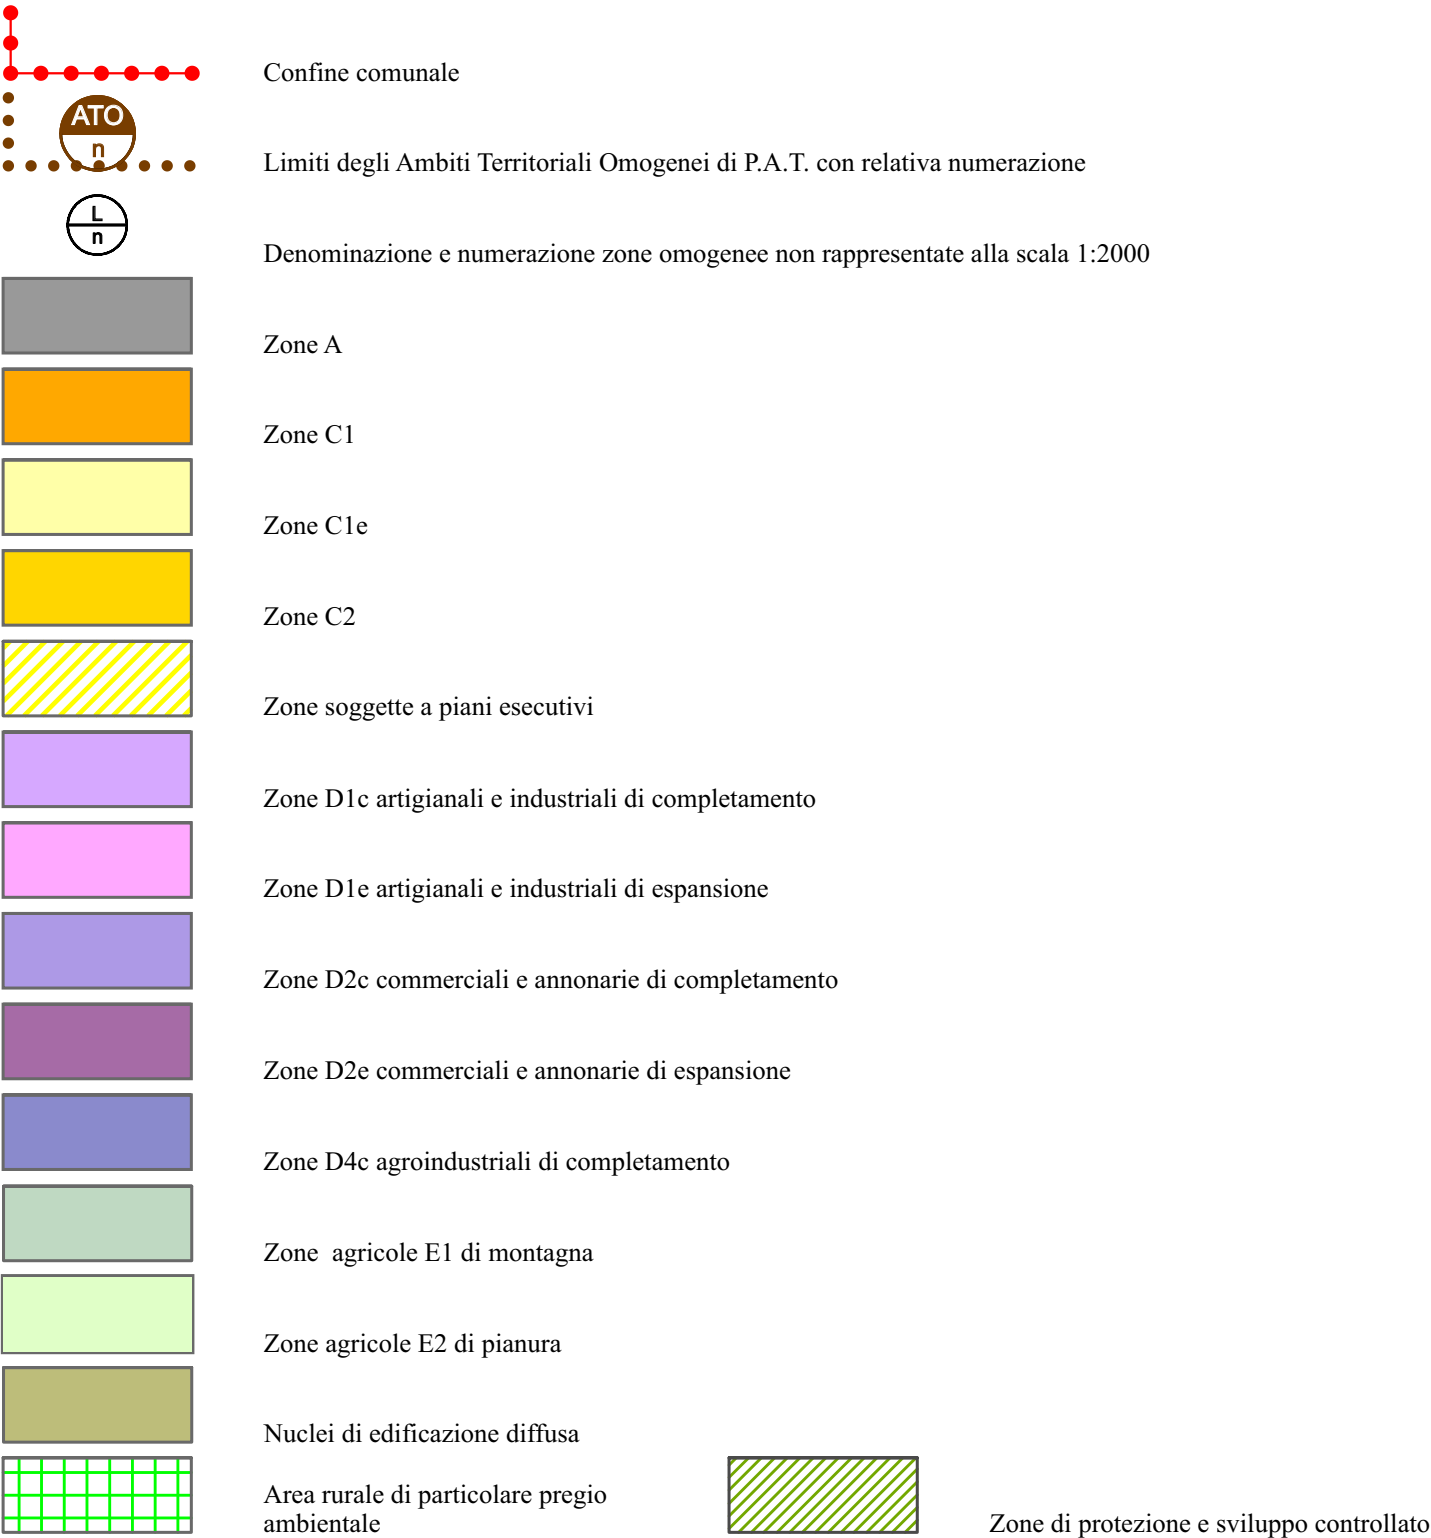 Confine comunale
ATO
n
Limiti degli Ambiti Territoriali Omogenei di P.A.T. con relativa numerazione
L
n
Denominazione e numerazione zone omogenee non rappresentate alla scala 1:2000
Zone A
Zone C1
Zone C1e
Zone C2
Zone soggette a piani esecutivi
Zone D1c artigianali e industriali di completamento
Zone D1e artigianali e industriali di espansione
Zone D2c commerciali e annonarie di completamento
Zone D2e commerciali e annonarie di espansione
Zone D4c agroindustriali di completamento
Zone  agricole E1 di montagna
Zone agricole E2 di pianura
Nuclei di edificazione diffusa
Area rurale di particolare pregio
ambientale
Zone di protezione e sviluppo controllato